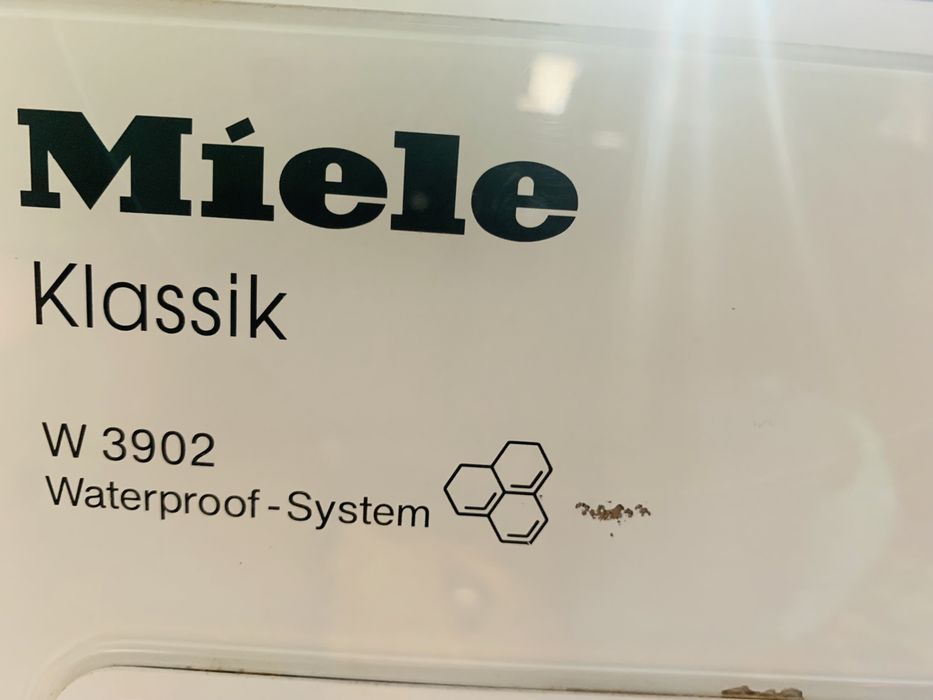 Miele
Klassik
W 3902
Waterproof-System